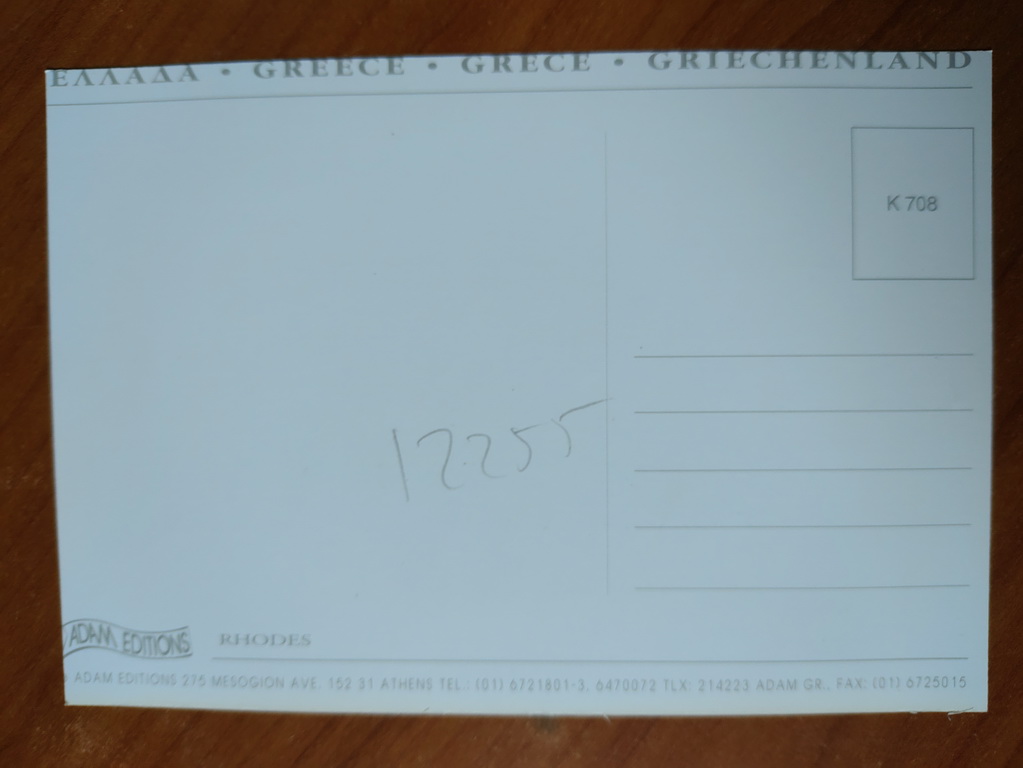 ΕΛΛΑΔΑ • GREECE • GRECE • GRIECHENLAND
K 708
12255
ADAM EDITIONS
RHODES
ADAM EDITIONS 275 MESOGION AVE. 152 31 ATHENS TEL.: (01) 6721801-3, 6470072 TLX: 214223 ADAM GR., FAX: (01) 6725015